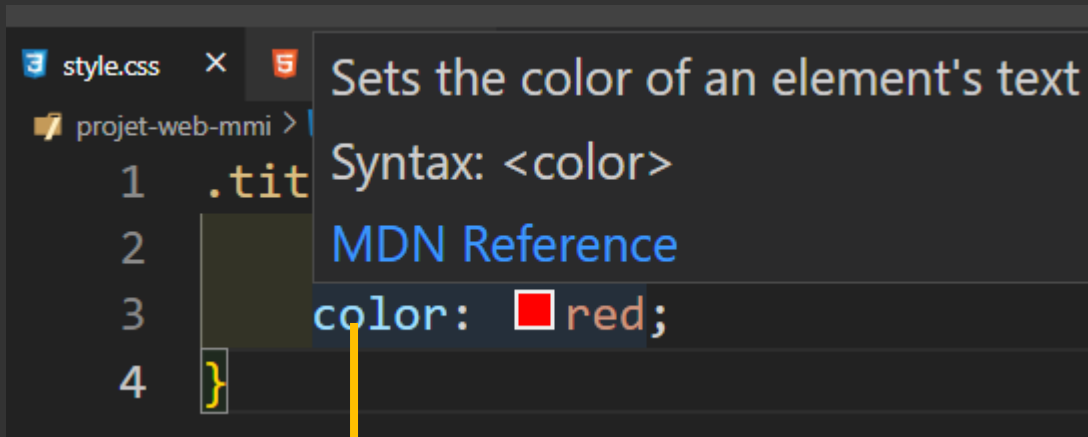 style.css
projet-web-mmi >
Sets the color of an element's text
Syntax: <color>
MDN Reference
1 .tit
2
3 color: red;
4 }